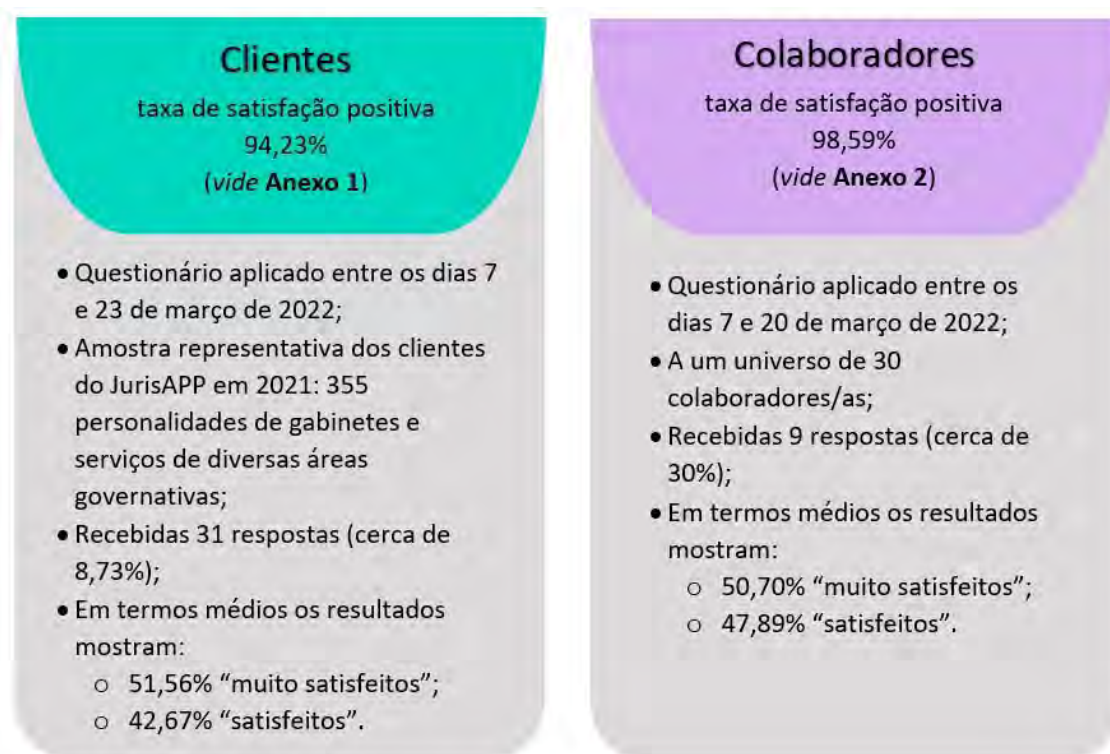 Clientes
taxa de satisfação positiva
94,23%
(vide Anexo 1)
• Questionário aplicado entre os dias 7
e 23 de março de 2022;
• Amostra representativa dos clientes
do JurisAPP em 2021: 355
personalidades de gabinetes e
serviços de diversas áreas
governativas;
• Recebidas 31 respostas (cerca de
8,73%);
• Em termos médios os resultados
mostram:
o 51,56% “muito satisfeitos”;
o 42,67% “satisfeitos”.
Colaboradores
taxa de satisfação positiva
98,59%
(vide Anexo 2)
• Questionário aplicado entre os
dias 7 e 20 de março de 2022;
• A um universo de 30
colaboradores/as;
• Recebidas 9 respostas (cerca de
30%);
• Em termos médios os resultados
mostram:
o 50,70% “muito satisfeitos”;
o 47,89% “satisfeitos”.